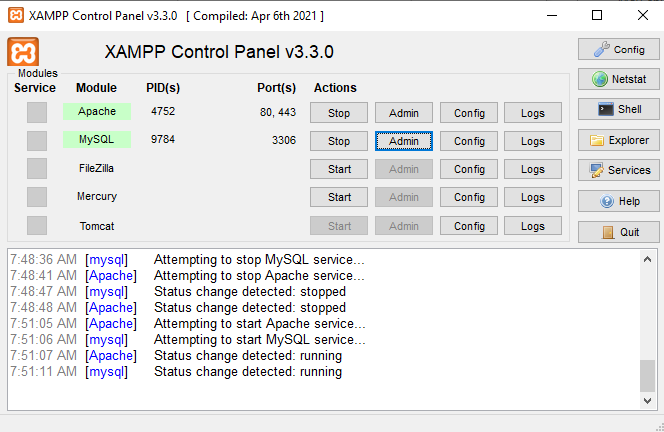 XAMPP Control Panel v3.3.0 [ Compiled: Apr 6th 2021 ]
XAMPP Control Panel v3.3.0
Config
Modules
Service Module PID(s) Port(s) Actions
Netstat
Apache 4752 80, 443 Stop Admin Config Logs
Shell
MySQL 9784 3306 Stop Admin Config Logs
Explorer
FileZilla Start Admin Config Logs
Services
Mercury Start Admin Config Logs
Help
Tomcat Start Admin Config Logs
Quit
7:48:36 AM [mysql] Attempting to stop MySQL service...
7:48:41 AM [Apache] Attempting to stop Apache service...
7:48:47 AM [mysql] Status change detected: stopped
7:48:48 AM [Apache] Status change detected: stopped
7:51:05 AM [Apache] Attempting to start Apache service...
7:51:06 AM [mysql] Attempting to start MySQL service...
7:51:07 AM [Apache] Status change detected: running
7:51:11 AM [mysql] Status change detected: running